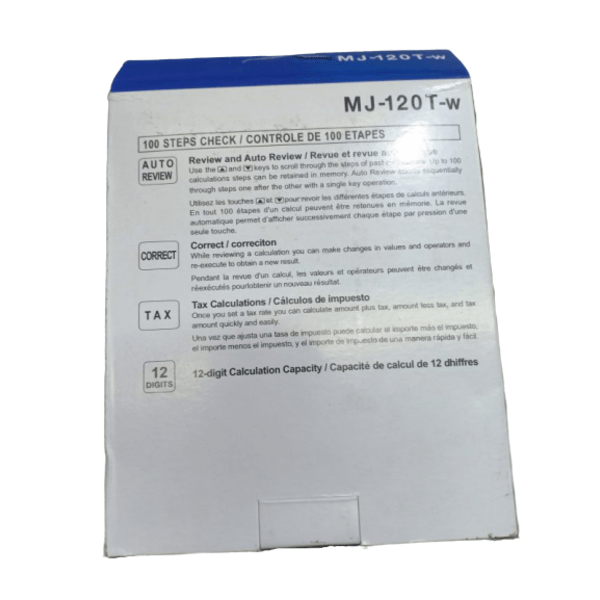 MJ-120T-w
MJ-120T-w
100 STEPS CHECK / CONTROLE DE 100 ETAPES
AUTO REVIEW
Review and Auto Review / Revue et revue
Use the [▲] and [▼] keys to scroll through the steps of past Up to 100
calculations steps can be retained in memory. Auto Review sequentially
through steps one after the other with a single key operation.
Utilisez les touches [▲] et [▼] pour revoir les différentes étapes de calculs antérieurs.
En tout 100 étapes d'un calcul peuvent être retenues en mémoire. La revue
automatique permet d'afficher successivement chaque étape par pression d'une
seule touche.
CORRECT
Correct / correciton
While reviewing a calculation you can make changes in values and operators and
re-execute to obtain a new result.
Pendant la revue d'un calcul, les valeurs et opérateurs peuvent être changés et
réexécutés pourlobtenir un nouveau résultat.
TAX
Tax Calculations / Cálculos de impuesto
Once you set a tax rate you can calculate amount plus tax, amount less tax, and tax
amount quickly and easily.
Una vez que ajusta una tasa de impuesto puede calcular el importe más el impuesto,
el importe menos el impuesto, y el importe de impuesto de una manera rápida y fácil.
12 DIGITS
12-digit Calculation Capacity / Capacité de calcul de 12 dhiffres